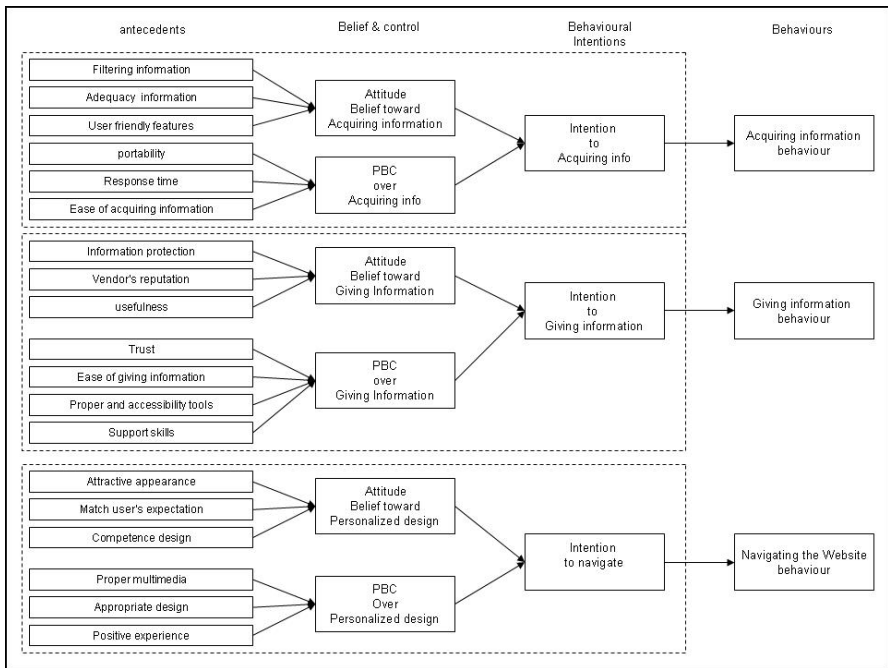 antecedents
Belief & control
Behavioural
Intentions
Behaviours
Filtering information
Adequacy information
User friendly features
portability
Response time
Ease of acquiring information
Attitude
Belief toward
Acquiring information
PBC
over
Acquiring info
Intention
to
Acquiring info
Acquiring information
behaviour
Information protection
Vendor's reputation
usefulness
Trust
Ease of giving information
Proper and accessibility tools
Support skills
Attitude
Belief toward
Giving Information
PBC
over
Giving Information
Intention
to
Giving information
Giving information
behaviour
Attractive appearance
Match user's expectation
Competence design
Proper multimedia
Appropriate design
Positive experience
Attitude
Belief toward
Personalized design
PBC
Over
Personalized design
Intention
to navigate
Navigating the Website
behaviour